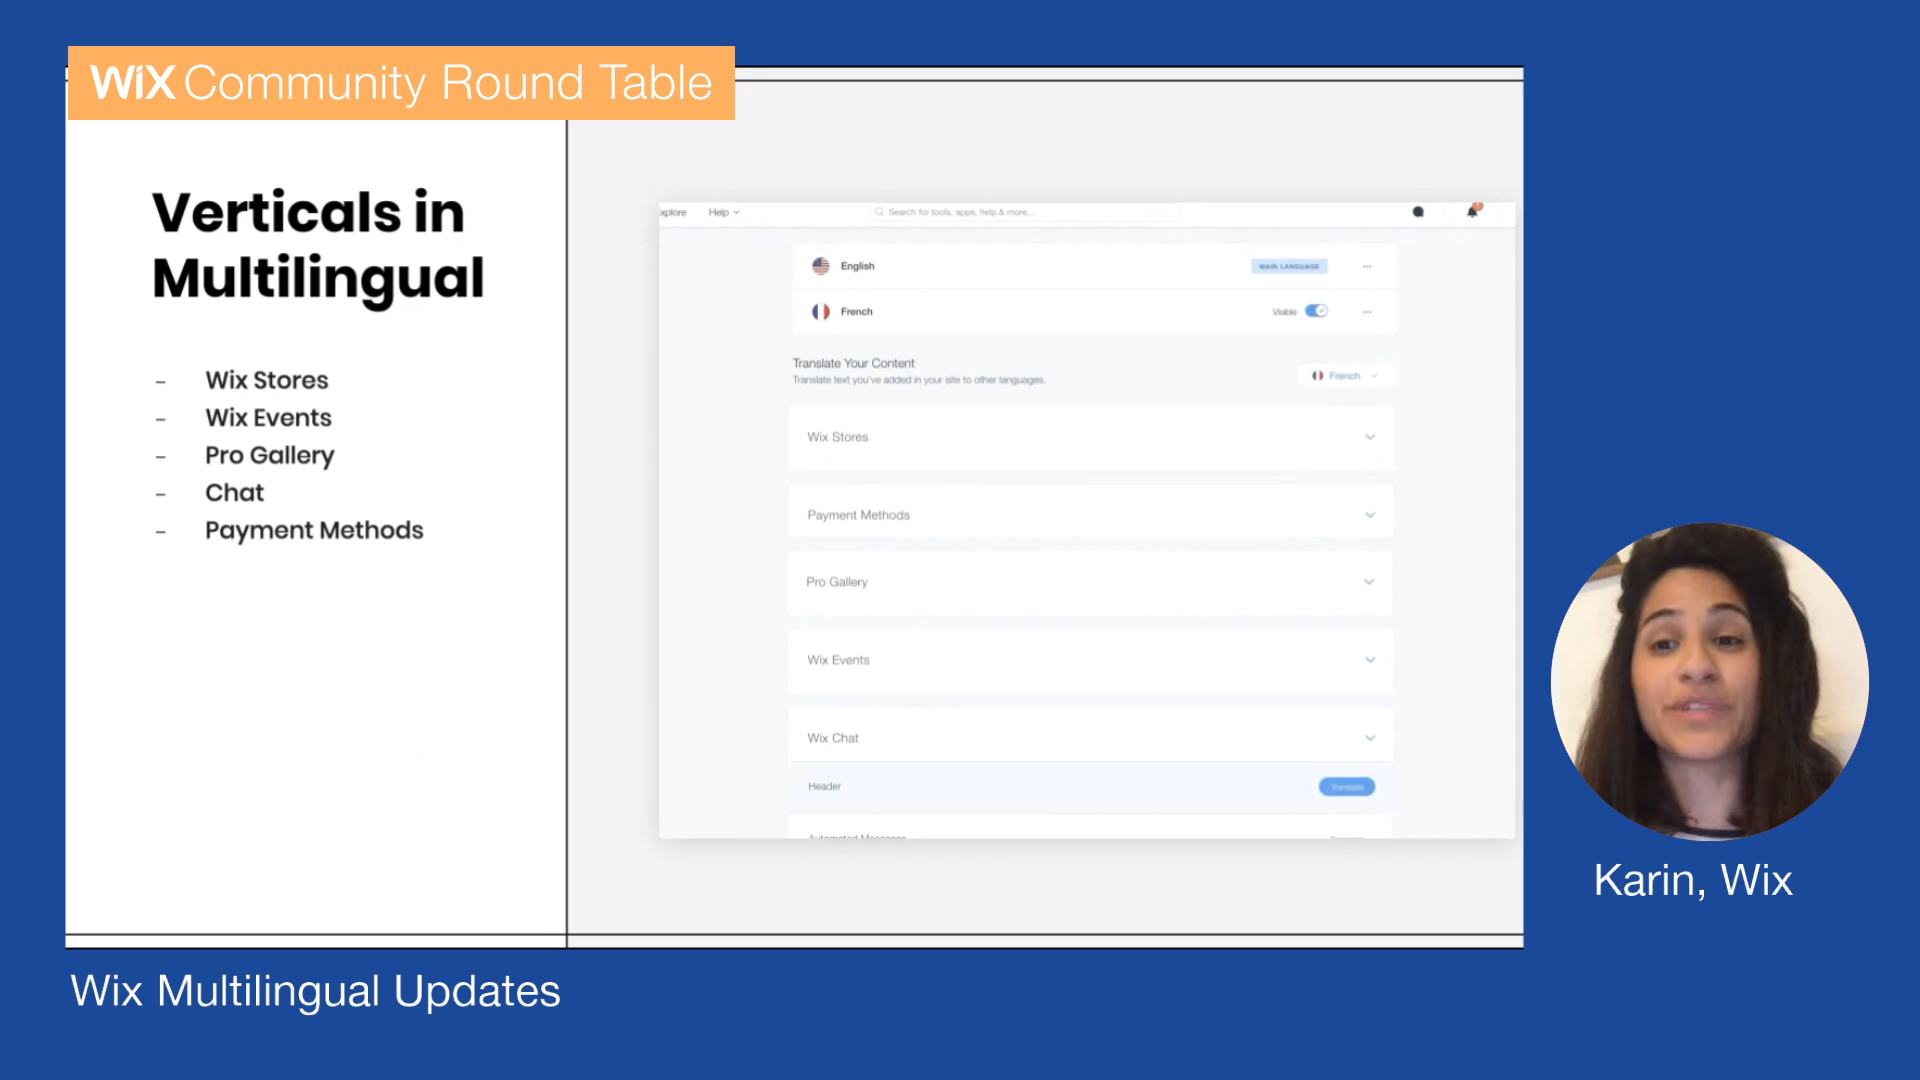 WiX Community Round Table
Verticals in
Multilingual
- Wix Stores
- Wix Events
- Pro Gallery
- Chat
- Payment Methods
xplore Help Search for tools, apps, help & more...
English MAIN LANGUAGE
French Visible
Translate Your Content
Translate text you've added in your site to other languages.
French
Wix Stores
Payment Methods
Pro Gallery
Wix Events
Wix Chat
Header Translate
Automated Messages
Karin, Wix
Wix Multilingual Updates